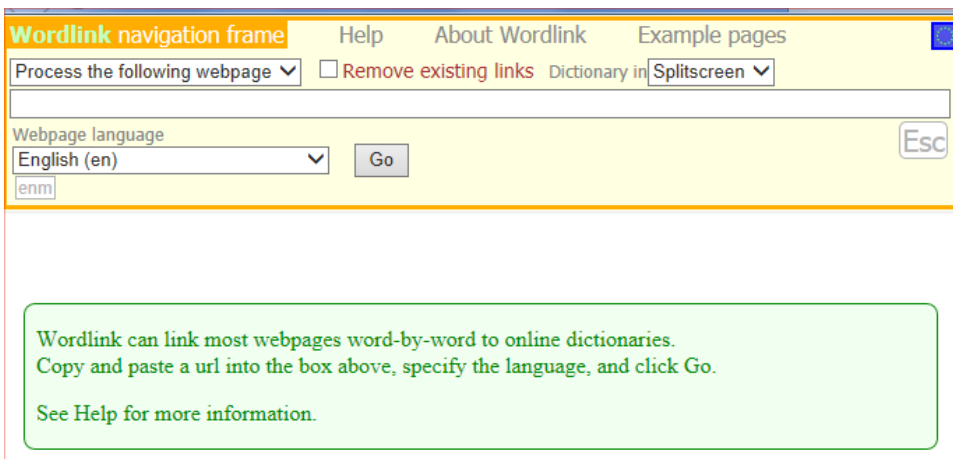 Wordlink navigation frame Help About Wordlink Example pages
Process the following webpage Remove existing links Dictionary in Splitscreen
Webpage language
Esc
English (en) Go
enm
Wordlink can link most webpages word-by-word to online dictionaries.
Copy and paste a url into the box above, specify the language, and click Go.
See Help for more information.